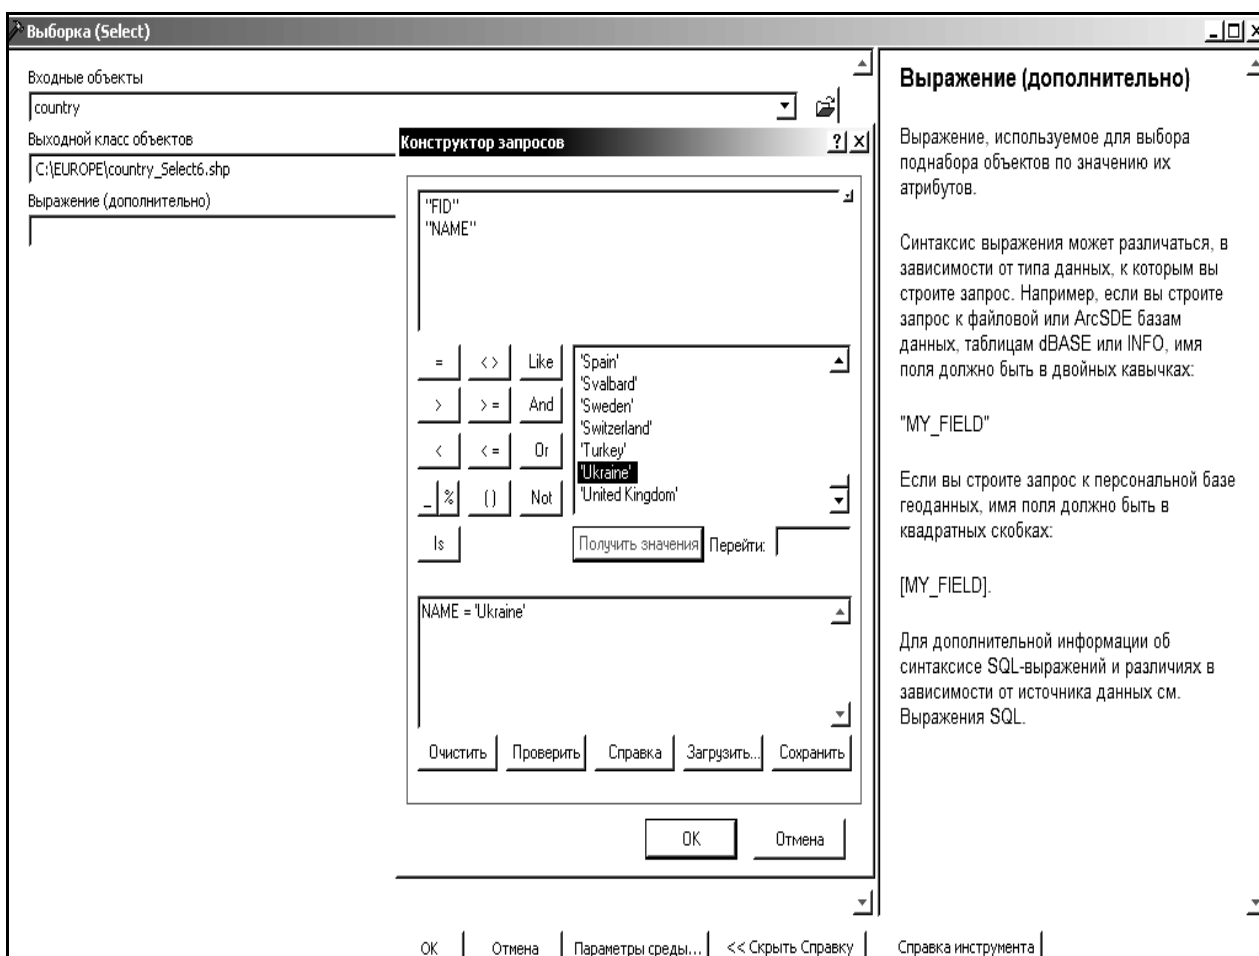 Выборка (Select)
Входные объекты
country
Выходной класс объектов
C:\EUROPE\country_Select6.shp
Выражение (дополнительно)
Конструктор запросов
"FID"
"NAME"
= <> Like
> >= And
< <= Or
_ % () Not
Is
'Spain'
'Svalbard'
'Sweden'
'Switzerland'
'Turkey'
'Ukraine'
'United Kingdom'
Получить значения Перейти:
NAME = 'Ukraine'
Очистить Проверить Справка Загрузить... Сохранить
OK Отмена
Выражение (дополнительно)
Выражение, используемое для выбора
поднабора объектов по значению их
атрибутов.
Синтаксис выражения может различаться, в
зависимости от типа данных, к которым вы
строите запрос. Например, если вы строите
запрос к файловой или ArcSDE базам
данных, таблицам dBASE или INFO, имя
поля должно быть в двойных кавычках:
"MY_FIELD"
Если вы строите запрос к персональной базе
геоданных, имя поля должно быть в
квадратных скобках:
[MY_FIELD].
Для дополнительной информации об
синтаксисе SQL-выражений и различиях в
зависимости от источника данных см.
Выражения SQL.
OK Отмена Параметры среды... << Скрыть Справку Справка инструмента